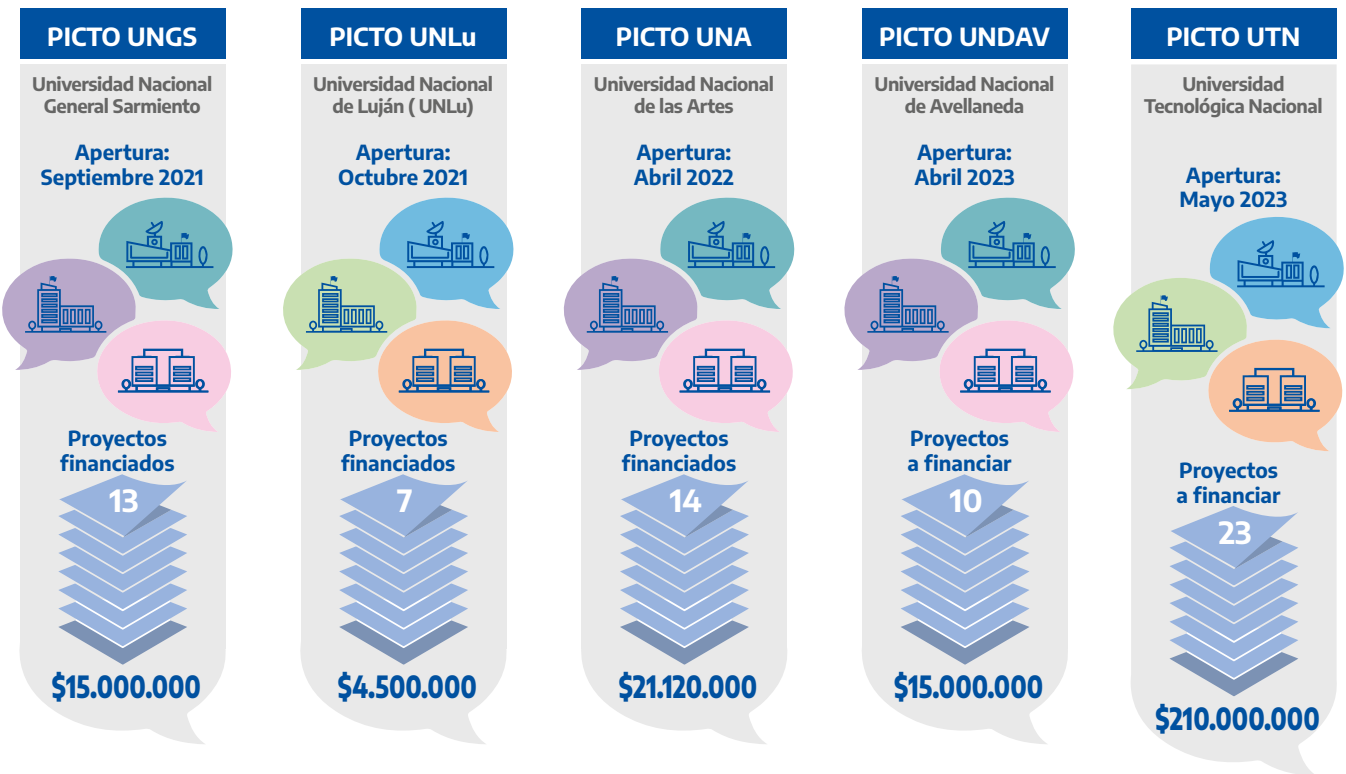 PICTO UNGS
Universidad Nacional
General Sarmiento
Apertura:
Septiembre 2021
Proyectos
financiados
13
$15.000.000
PICTO UNLu
Universidad Nacional
de Luján ( UNLu)
Apertura:
Octubre 2021
Proyectos
financiados
7
$4.500.000
PICTO UNA
Universidad Nacional
de las Artes
Apertura:
Abril 2022
Proyectos
financiados
14
$21.120.000
PICTO UNDAV
Universidad Nacional
de Avellaneda
Apertura:
Abril 2023
Proyectos
a financiar
10
$15.000.000
PICTO UTN
Universidad
Tecnológica Nacional
Apertura:
Mayo 2023
Proyectos
a financiar
23
$210.000.000